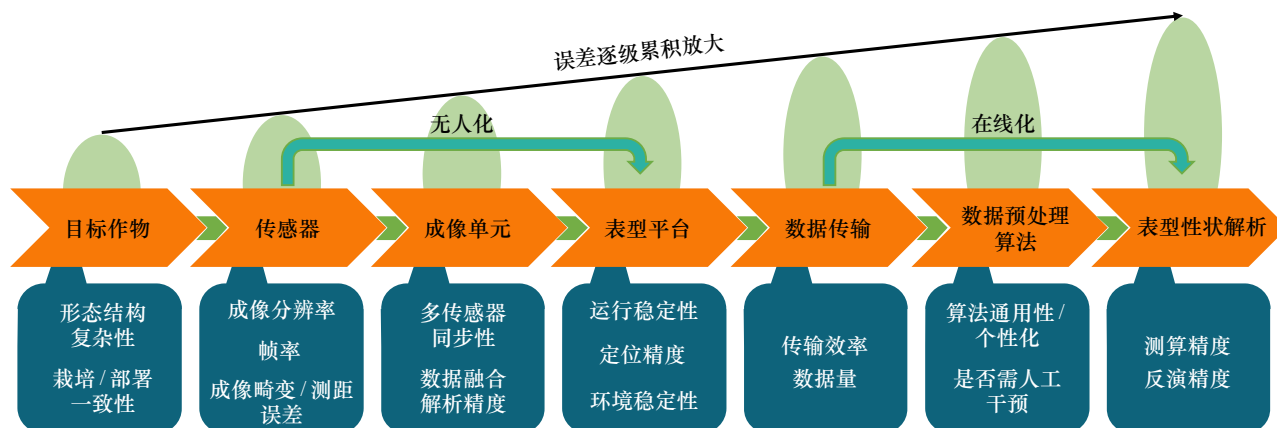 误差逐级累积放大
无人化
在线化
目标作物
传感器
成像单元
表型平台
数据传输
数据预处理
算法
表型性状解析
形态结构
复杂性
栽培/部署
一致性
成像分辨率
帧率
成像畸变/测距
误差
多传感器
同步性
数据融合
解析精度
运行稳定性
定位精度
环境稳定性
传输效率
数据量
算法通用性/
个性化
是否需人工
干预
测算精度
反演精度